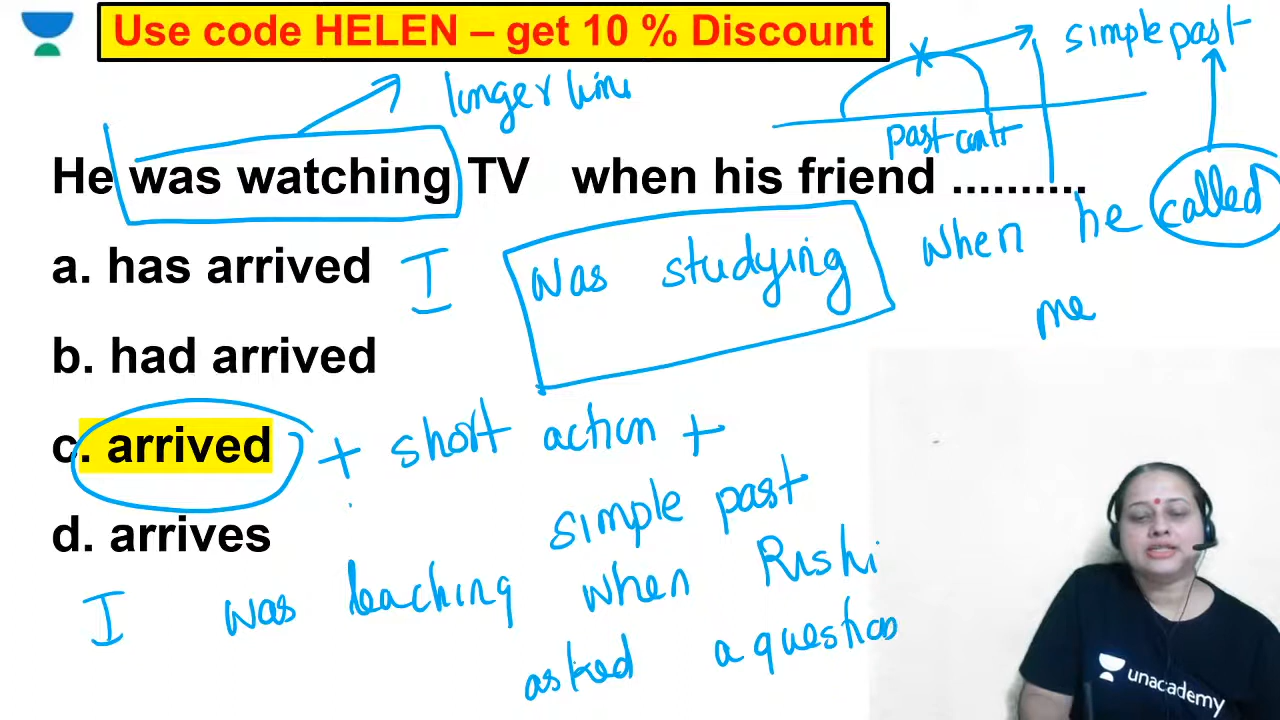 Use code HELEN – get 10 % Discount
simple past
longer time
past conts
He was watching TV when his friend ..........
when he called
me
a. has arrived
I was studying
b. had arrived
c. arrived + short action +
simple past
d. arrives
I was teaching when Rishi
asked a question
unacademy